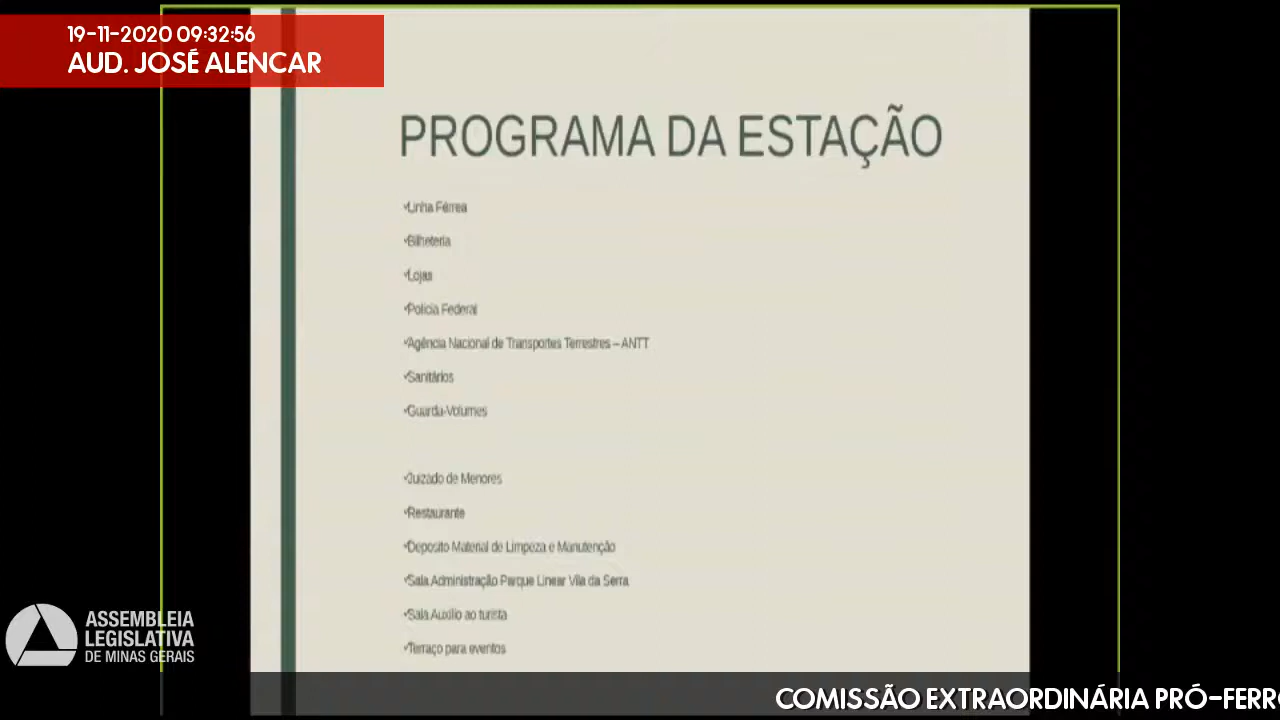 19-11-2020 09:32:56
AUD. JOSÉ ALENCAR
PROGRAMA DA ESTAÇÃO
✓Linha Férrea
✓Bilheteria
✓Lojas
✓Polícia Federal
✓Agência Nacional de Transportes Terrestres – ANTT
✓Sanitários
✓Guarda-Volumes
✓Juizado de Menores
✓Restaurante
✓Deposito Material de Limpeza e Manutenção
✓Sala Administração Parque Linear Vila da Serra
✓Sala Auxílio ao turista
✓Terraço para eventos
ASSEMBLEIA
LEGISLATIVA
DE MINAS GERAIS
COMISSÃO EXTRAORDINÁRIA PRÓ-FERR